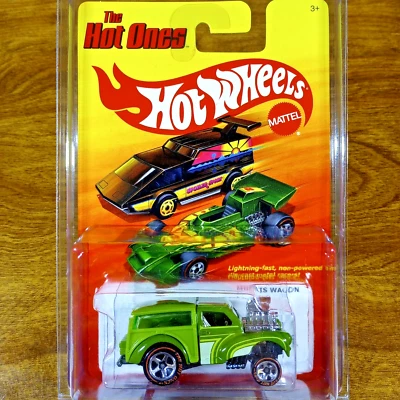 The
Hot Ones
3+
Hot Wheels
MATTEL
Lightning-fast, non-powered
WAGON